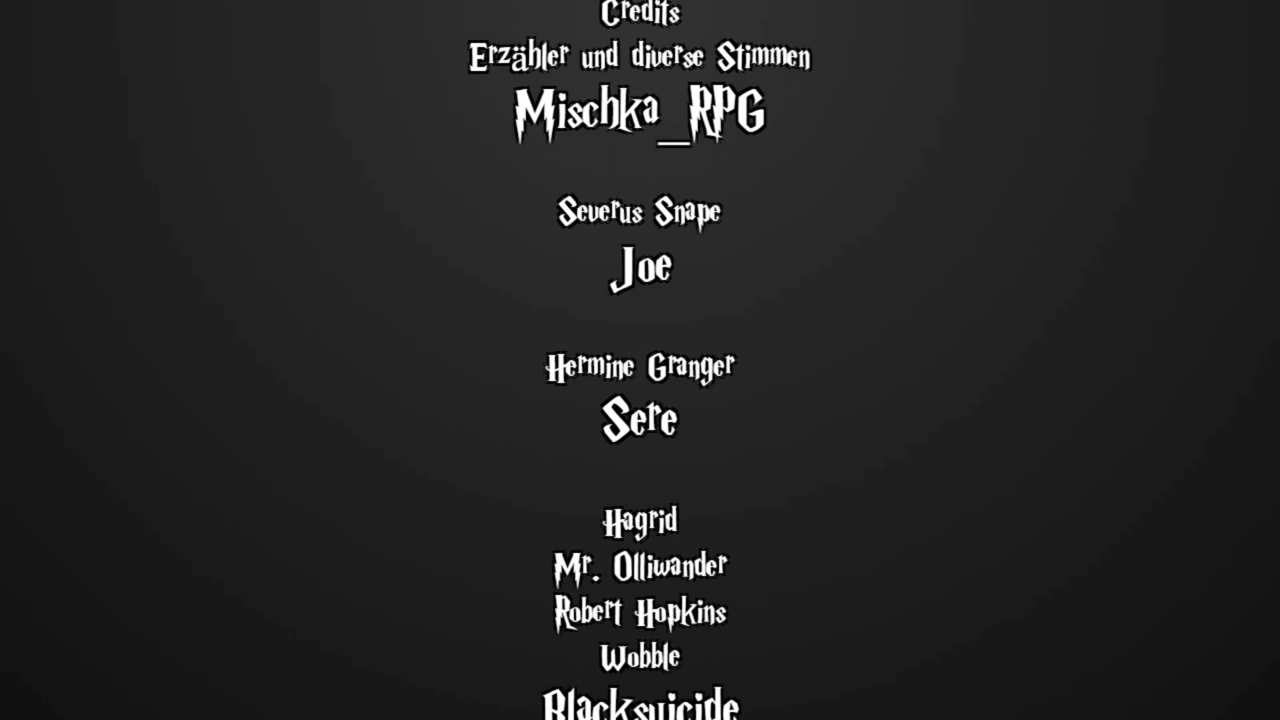 Credits
Erzähler und diverse Stimmen
Mischka_RPG
Severus Snape
Joe
Hermine Granger
Sere
Hagrid
Mr. Olliwander
Robert Hopkins
Wobble
Blacksuicide